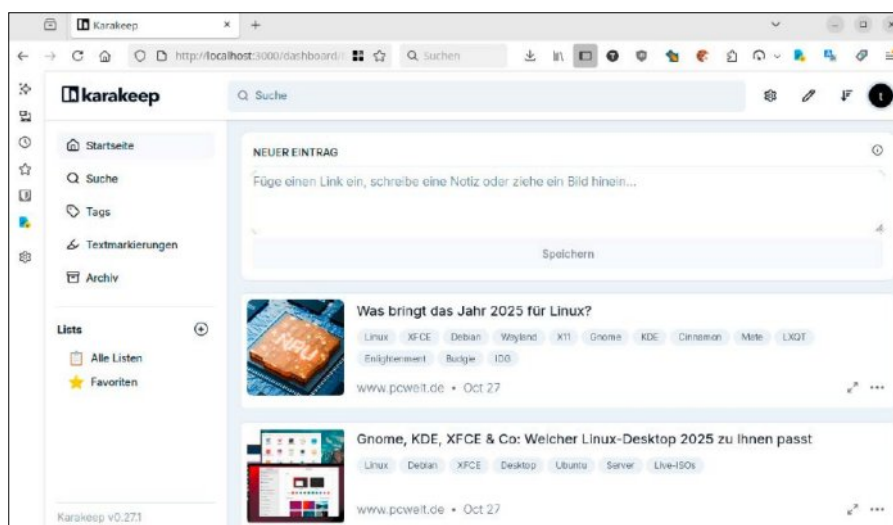 Karakeep
http://localhost:3000/dashboard/
Suchen
karakeep
Suche
t
Startseite
Suche
Tags
Textmarkierungen
Archiv
Lists
Alle Listen
Favoriten
Karakeep v0.27.1
NEUER EINTRAG
Füge einen Link ein, schreibe eine Notiz oder ziehe ein Bild hinein...
Speichern
Was bringt das Jahr 2025 für Linux?
Linux XFCE Debian Wayland X11 Gnome KDE Cinnamon Mate LXQT
Enlightenment Budgie IDG
www.pcwelt.de • Oct 27
Gnome, KDE, XFCE & Co: Welcher Linux-Desktop 2025 zu Ihnen passt
Linux Debian XFCE Desktop Ubuntu Server Live-ISOs
www.pcwelt.de • Oct 27